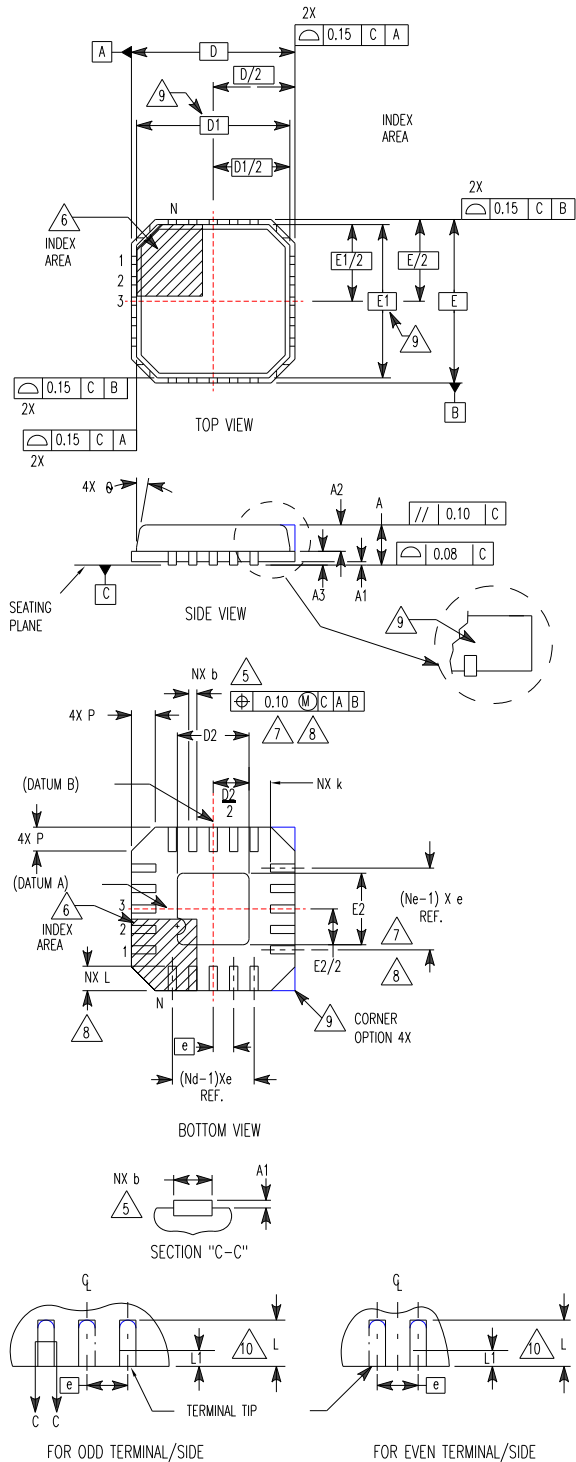 2X
0.15 C A
A
D
D/2
9
D1
INDEX
AREA
D1/2
2X
0.15 C B
N
6
INDEX
AREA
1
2
3
E1/2
E/2
E1
E
9
0.15 C B
2X
B
0.15 C A
2X
TOP VIEW
4X θ
A2
A
// 0.10 C
0.08 C
C
A3
A1
SEATING
PLANE
SIDE VIEW
9
NX b
5
0.10 M C A B
4X P
D2
7
8
(DATUM B)
D2
2
NX k
4X P
(DATUM A)
6
INDEX
AREA
3
2
1
E2
E2/2
(Ne-1) X e
REF.
7
8
NX L
8
N
9
CORNER
OPTION 4X
e
(Nd-1)Xe
REF.
BOTTOM VIEW
NX b
A1
5
SECTION "C-C"
CL
CL
L1
10
L
L1
10
L
e
e
C C
TERMINAL TIP
FOR ODD TERMINAL/SIDE
FOR EVEN TERMINAL/SIDE